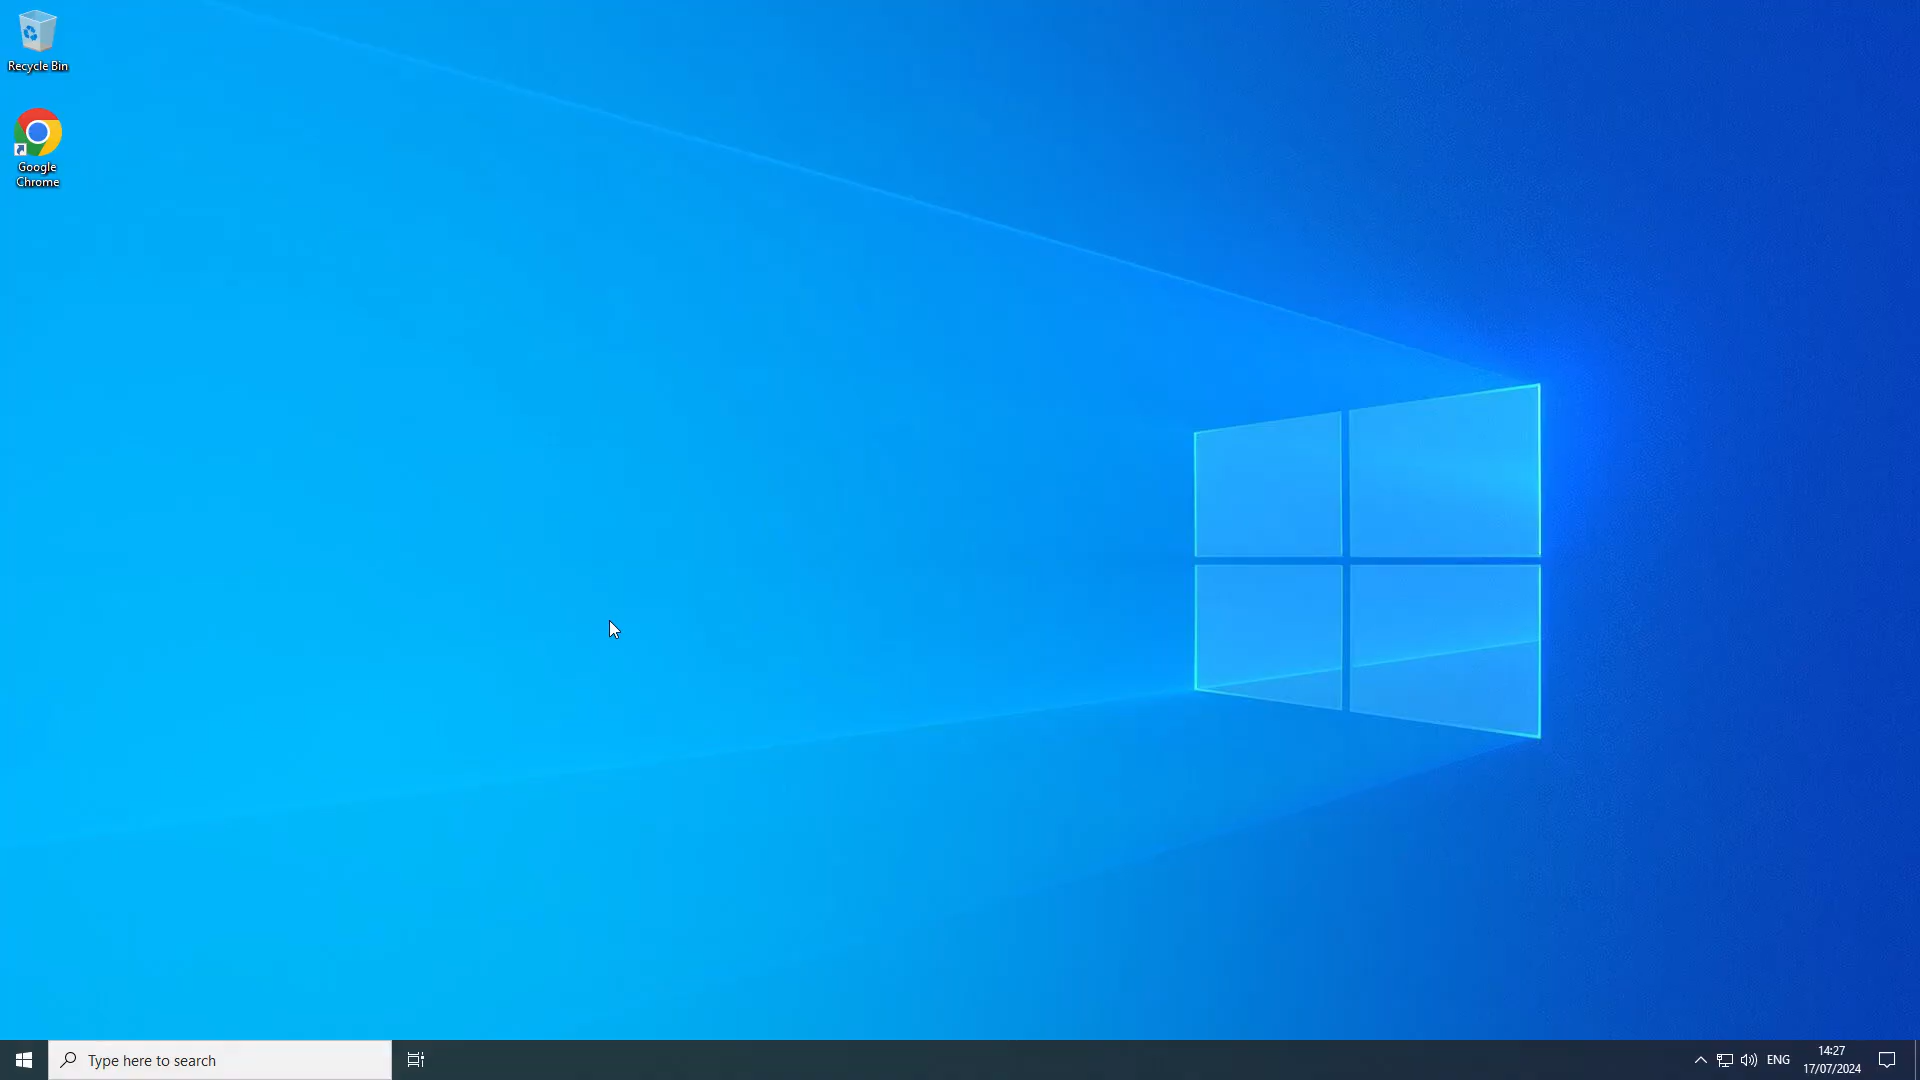 Recycle Bin
Google
Chrome
Type here to search
ENG
14:27
17/07/2024